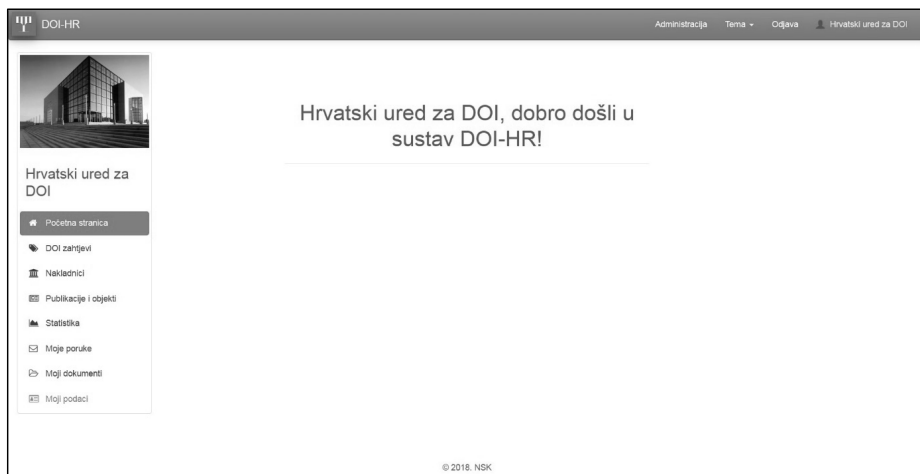 DOI-HR
Administracija Tema Odjava Hrvatski ured za DOI
Hrvatski ured za DOI, dobro došli u
sustav DOI-HR!
Hrvatski ured za
DOI
Početna stranica
DOI zahtjevi
Nakladnici
Publikacije i objekti
Statistika
Moje poruke
Moji dokumenti
Moji podaci
© 2018. NSK